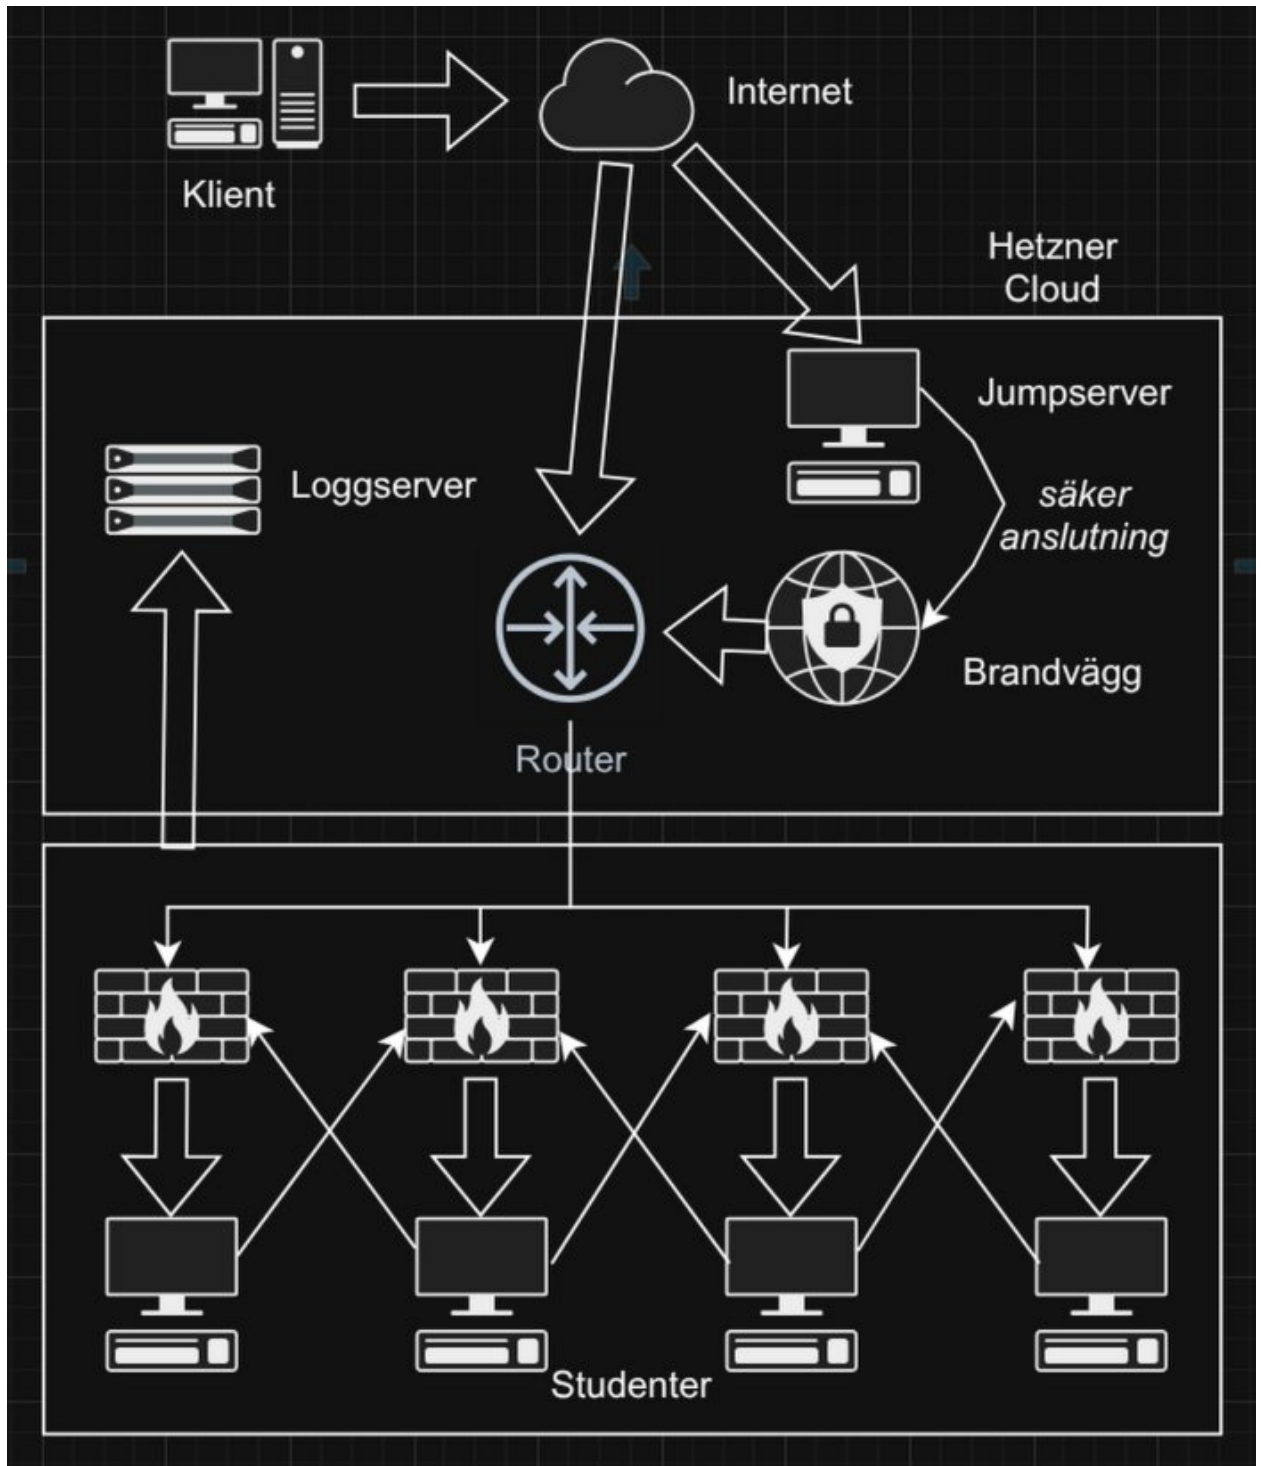 Internet
Klient
Hetzner
Cloud
Jumpserver
Loggserver
säker
anslutning
Brandvägg
Router
Studenter